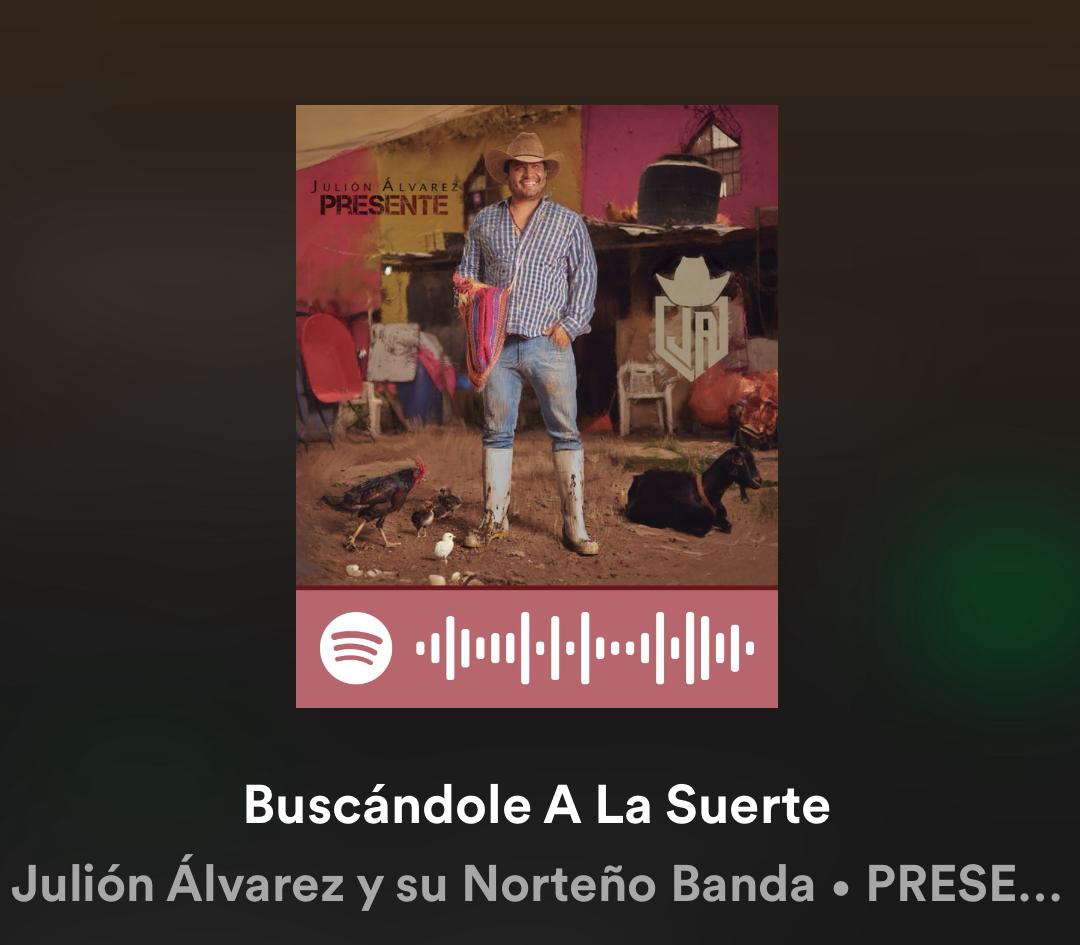 JULIÓN ÁLVAREZ
PRESENTE
JA
Buscándole A La Suerte
Julión Álvarez y su Norteño Banda • PRESE...